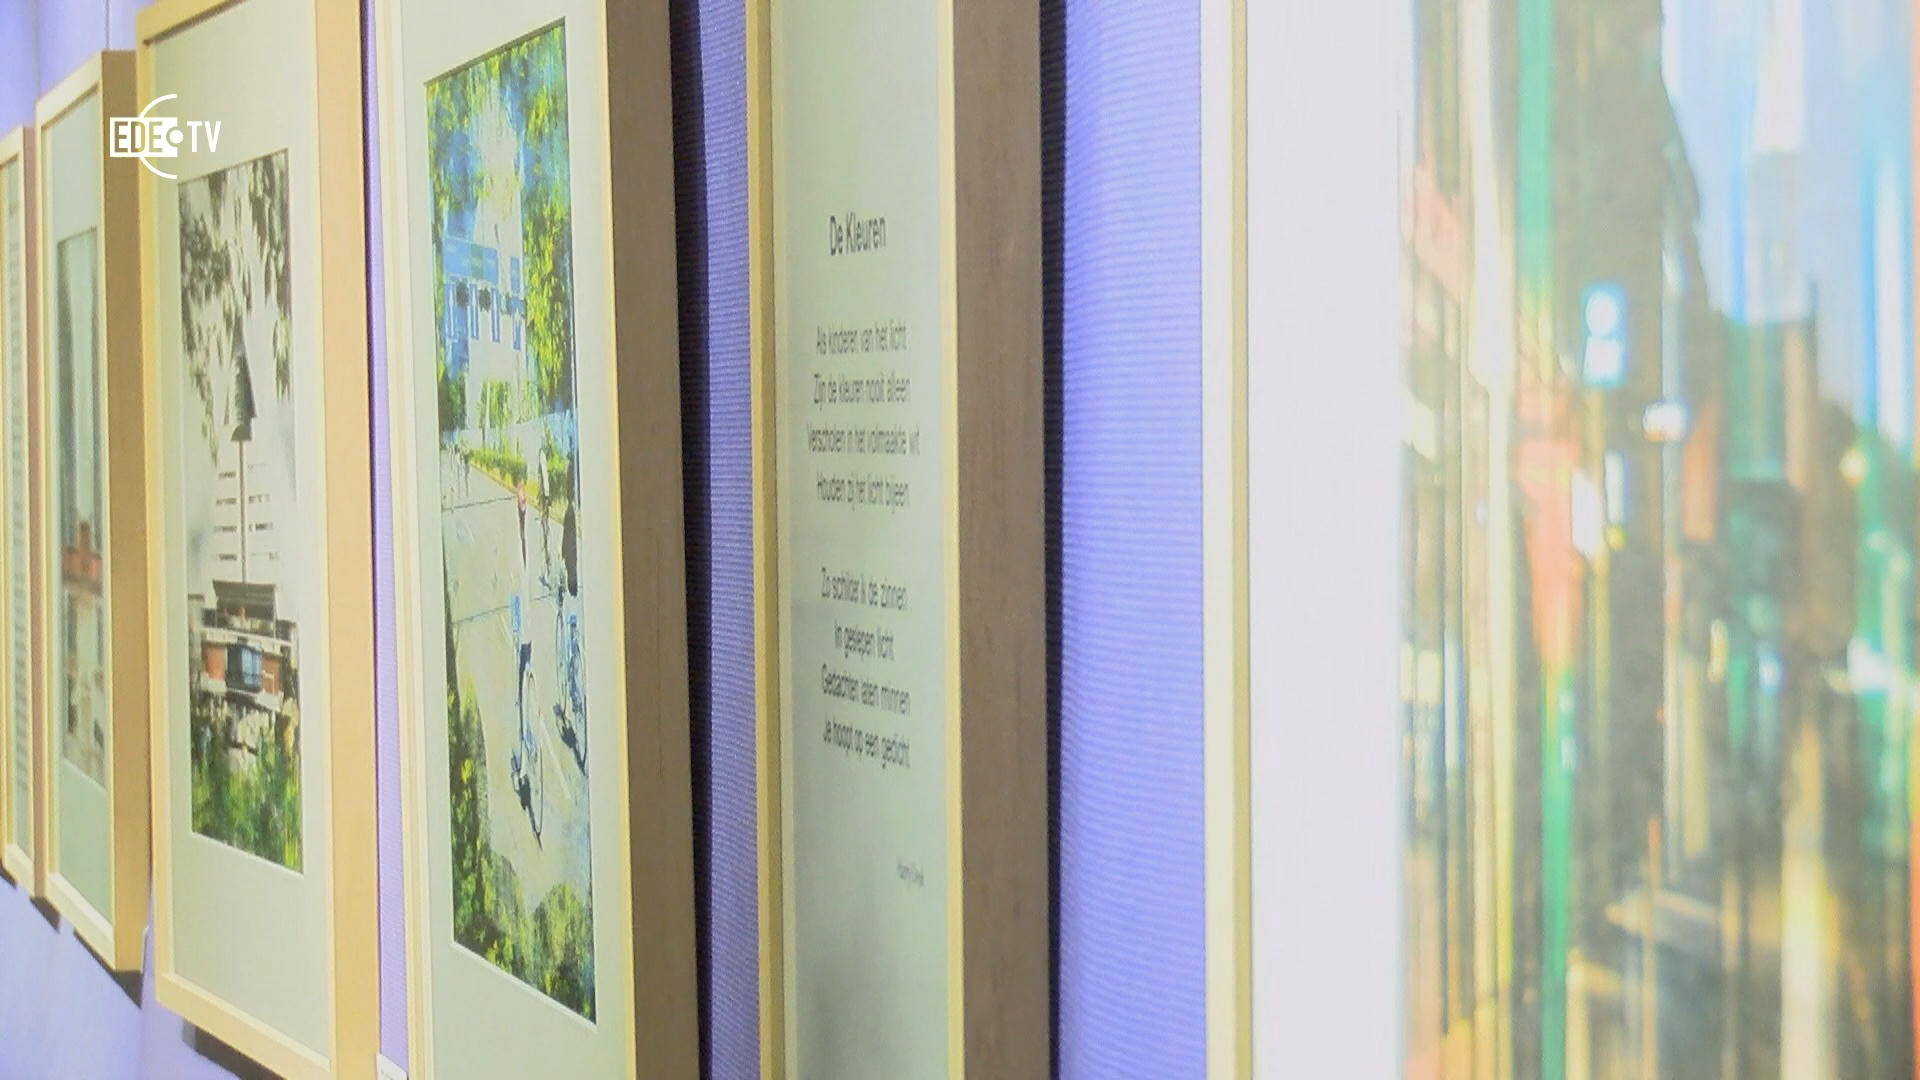 EDE TV
De Kleuren
Als kinderen van het licht
Zijn de kleuren nooit alleen
Verscholen in het volmaakte wit
Houden zij het licht bijeen
Zo schilder ik de zinnen
In geslepen licht
Gedachten laten minnen
Je hoopt op een gedicht